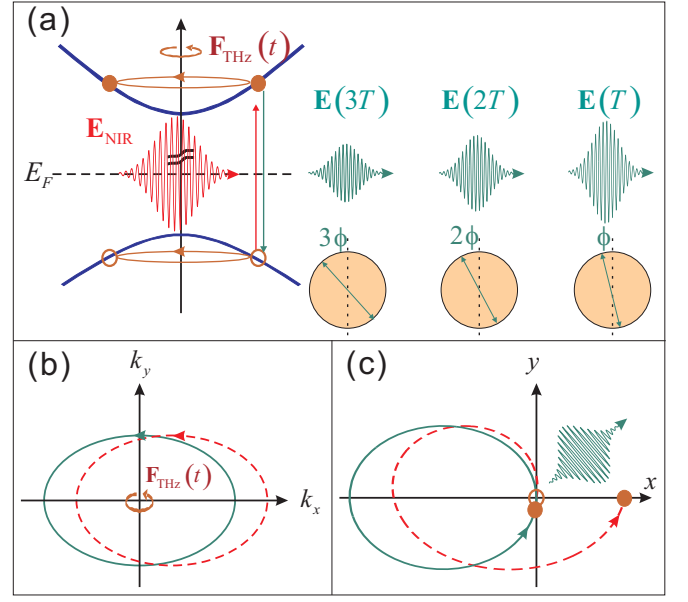 (a)
F_THz(t)
E(3T) E(2T) E(T)
E_NIR
E_F
3ϕ 2ϕ ϕ
(b)
k_y
F_THz(t)
k_x
(c)
y
x